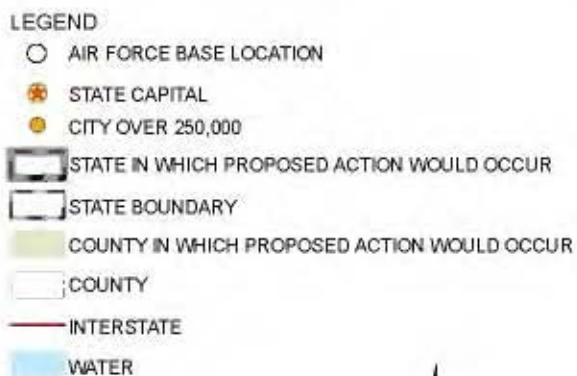 LEGEND
AIR FORCE BASE LOCATION
STATE CAPITAL
CITY OVER 250,000
STATE IN WHICH PROPOSED ACTION WOULD OCCUR
STATE BOUNDARY
COUNTY IN WHICH PROPOSED ACTION WOULD OCCUR
COUNTY
INTERSTATE
WATER